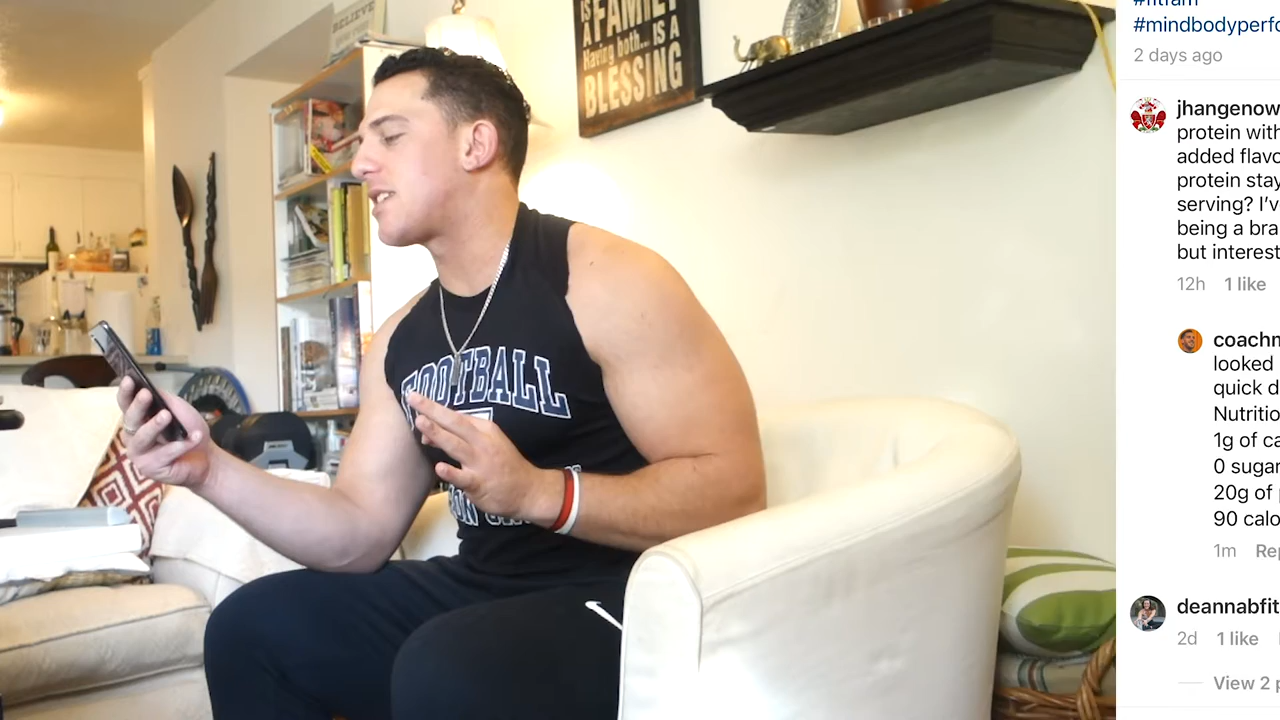 BELIEVE
IS
A FAMILY
Having both... IS A
BLESSING
FOOTBALL
#mindbodyperfo
2 days ago
jhangenow
protein with
added flavo
protein stay
serving? I'v
being a bra
but interest
12h 1 like
coachn
looked
quick d
Nutritio
1g of ca
0 sugar
20g of p
90 calo
1m Rep
deannabfit
2d 1 like
View 2 p